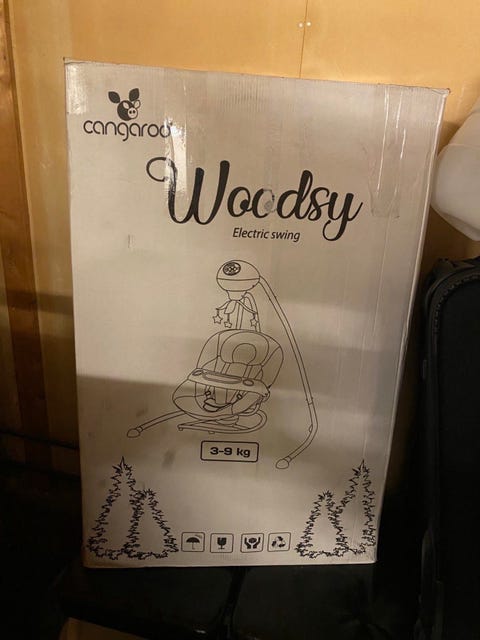 cangaroo
Woodsy
Electric swing
3-9 kg